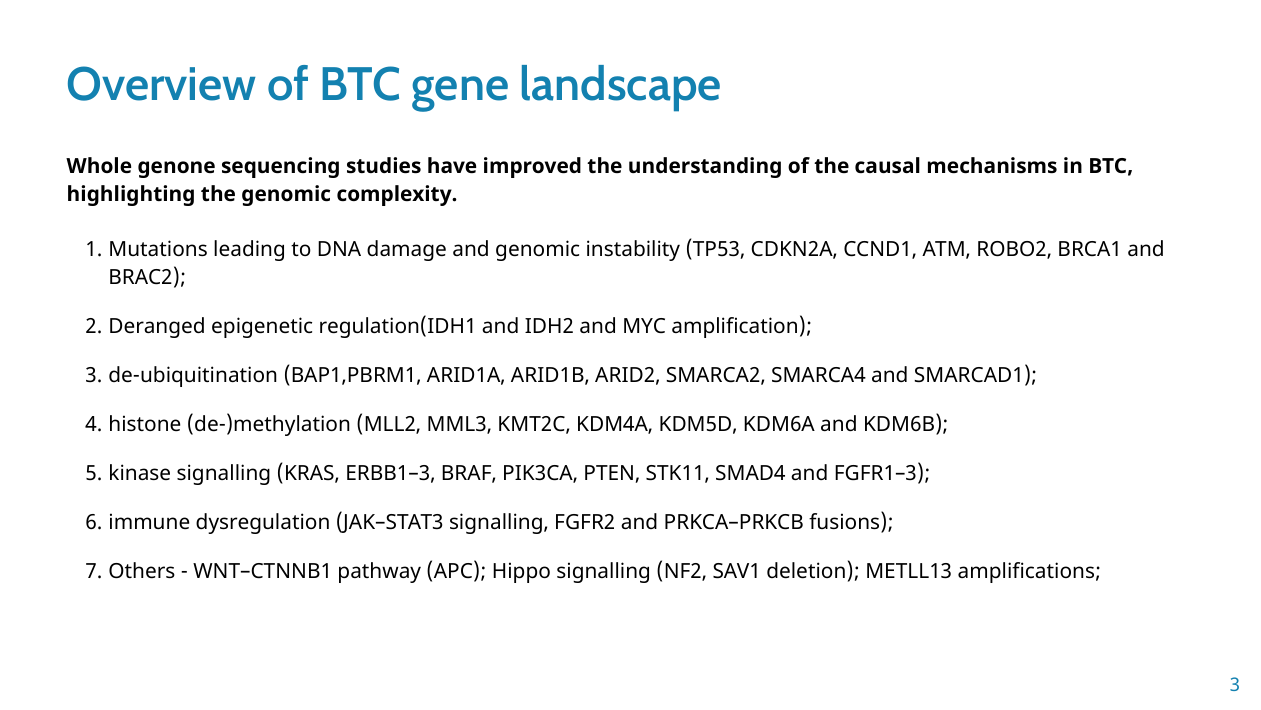 Overview of BTC gene landscape
Whole genone sequencing studies have improved the understanding of the causal mechanisms in BTC,
highlighting the genomic complexity.
1. Mutations leading to DNA damage and genomic instability (TP53, CDKN2A, CCND1, ATM, ROBO2, BRCA1 and
BRAC2);
2. Deranged epigenetic regulation(IDH1 and IDH2 and MYC amplification);
3. de-ubiquitination (BAP1,PBRM1, ARID1A, ARID1B, ARID2, SMARCA2, SMARCA4 and SMARCAD1);
4. histone (de-)methylation (MLL2, MML3, KMT2C, KDM4A, KDM5D, KDM6A and KDM6B);
5. kinase signalling (KRAS, ERBB1–3, BRAF, PIK3CA, PTEN, STK11, SMAD4 and FGFR1–3);
6. immune dysregulation (JAK–STAT3 signalling, FGFR2 and PRKCA–PRKCB fusions);
7. Others - WNT–CTNNB1 pathway (APC); Hippo signalling (NF2, SAV1 deletion); METLL13 amplifications;
3